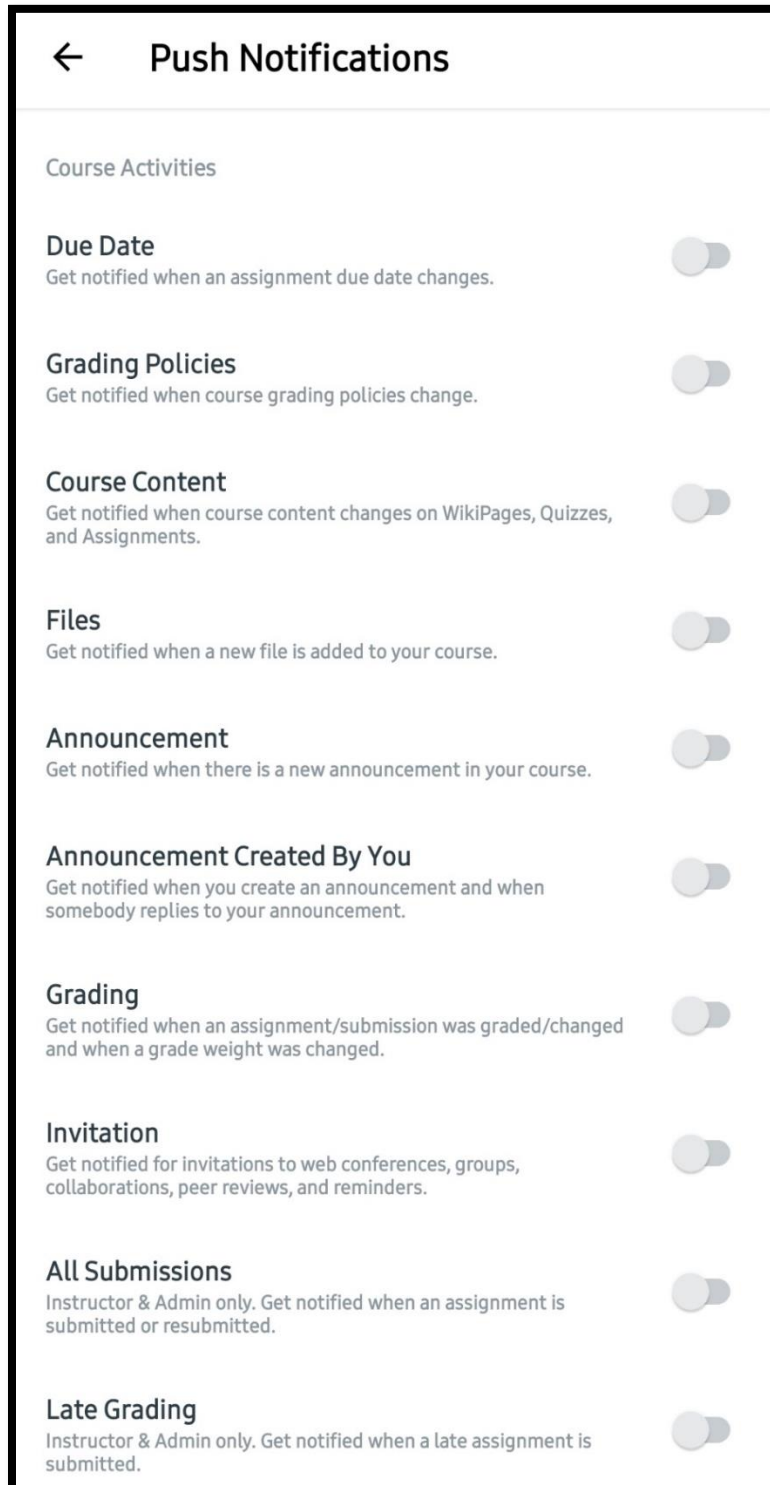 Push Notifications
Course Activities
Due Date
Get notified when an assignment due date changes.
Grading Policies
Get notified when course grading policies change.
Course Content
Get notified when course content changes on WikiPages, Quizzes,
and Assignments.
Files
Get notified when a new file is added to your course.
Announcement
Get notified when there is a new announcement in your course.
Announcement Created By You
Get notified when you create an announcement and when
somebody replies to your announcement.
Grading
Get notified when an assignment/submission was graded/changed
and when a grade weight was changed.
Invitation
Get notified for invitations to web conferences, groups,
collaborations, peer reviews, and reminders.
All Submissions
Instructor & Admin only. Get notified when an assignment is
submitted or resubmitted.
Late Grading
Instructor & Admin only. Get notified when a late assignment is
submitted.